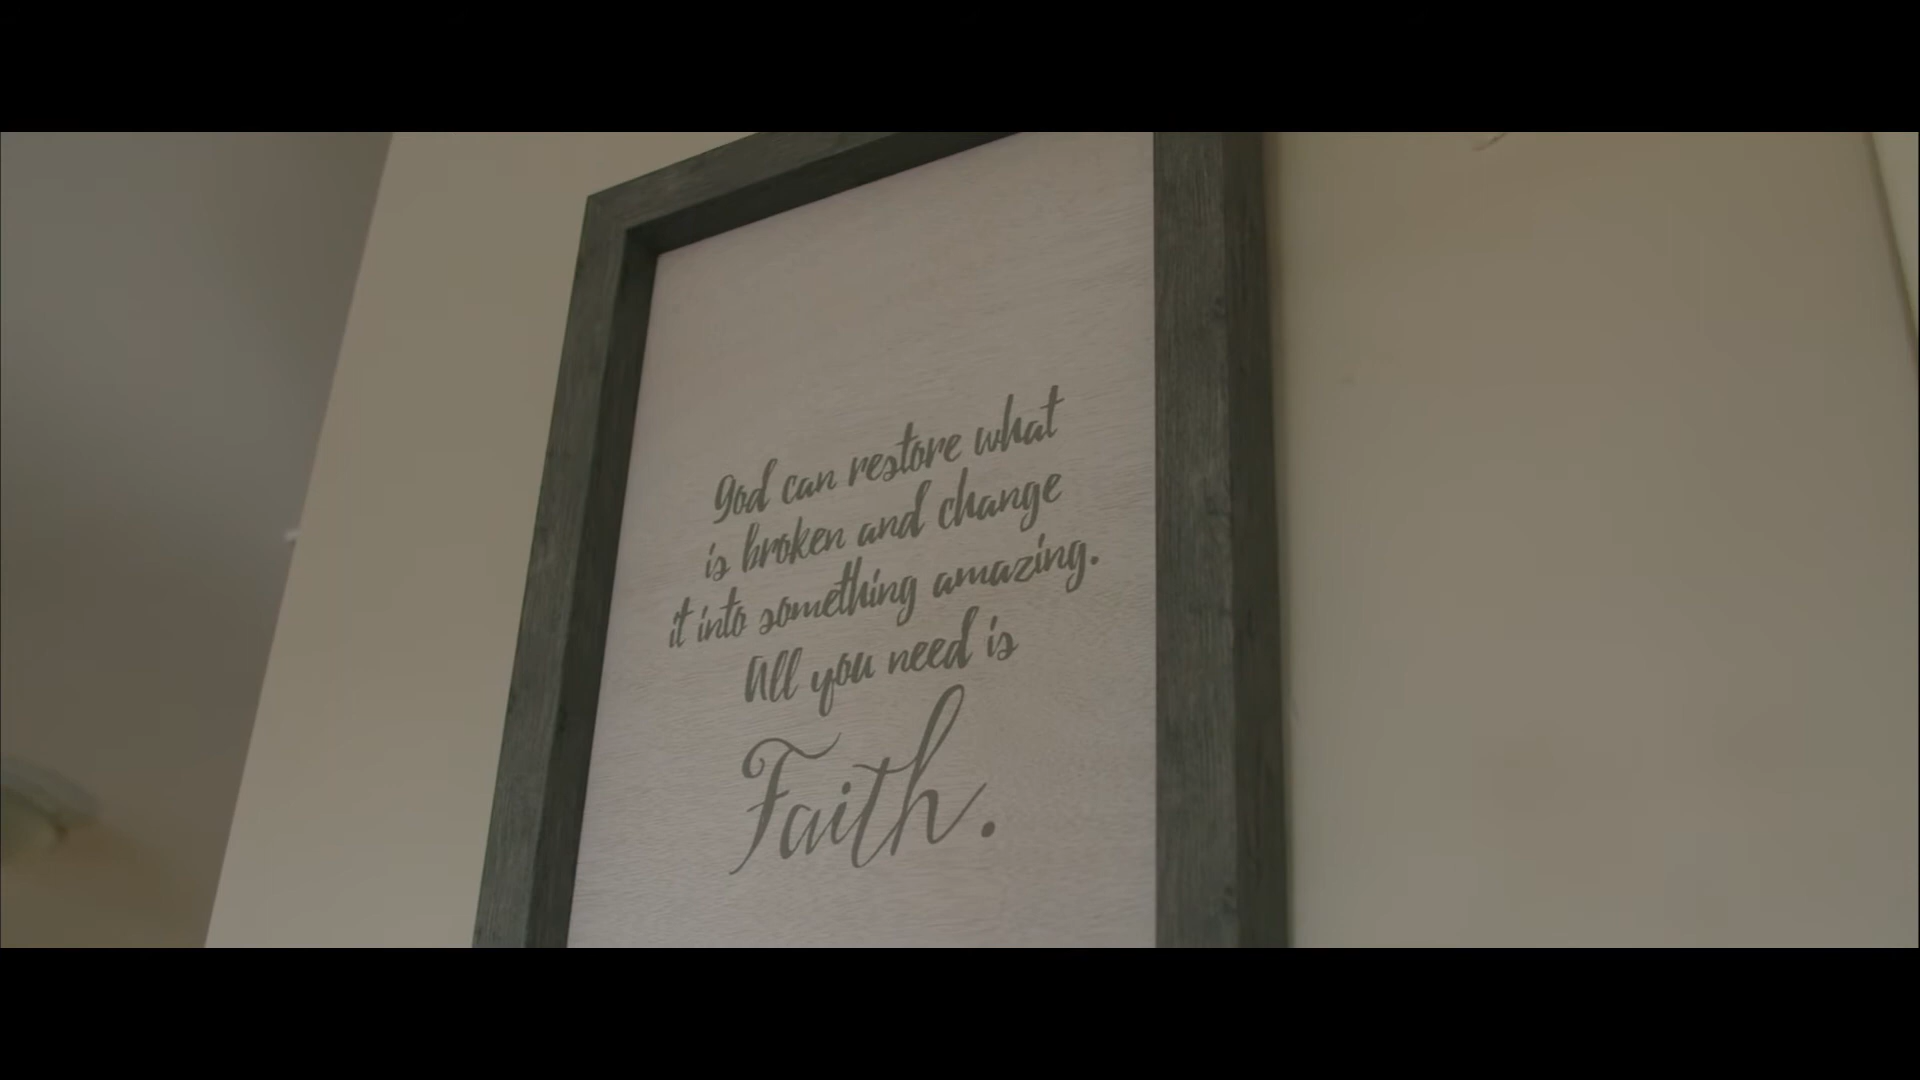 God can restore what
is broken and change
it into something amazing.
All you need is
Faith.